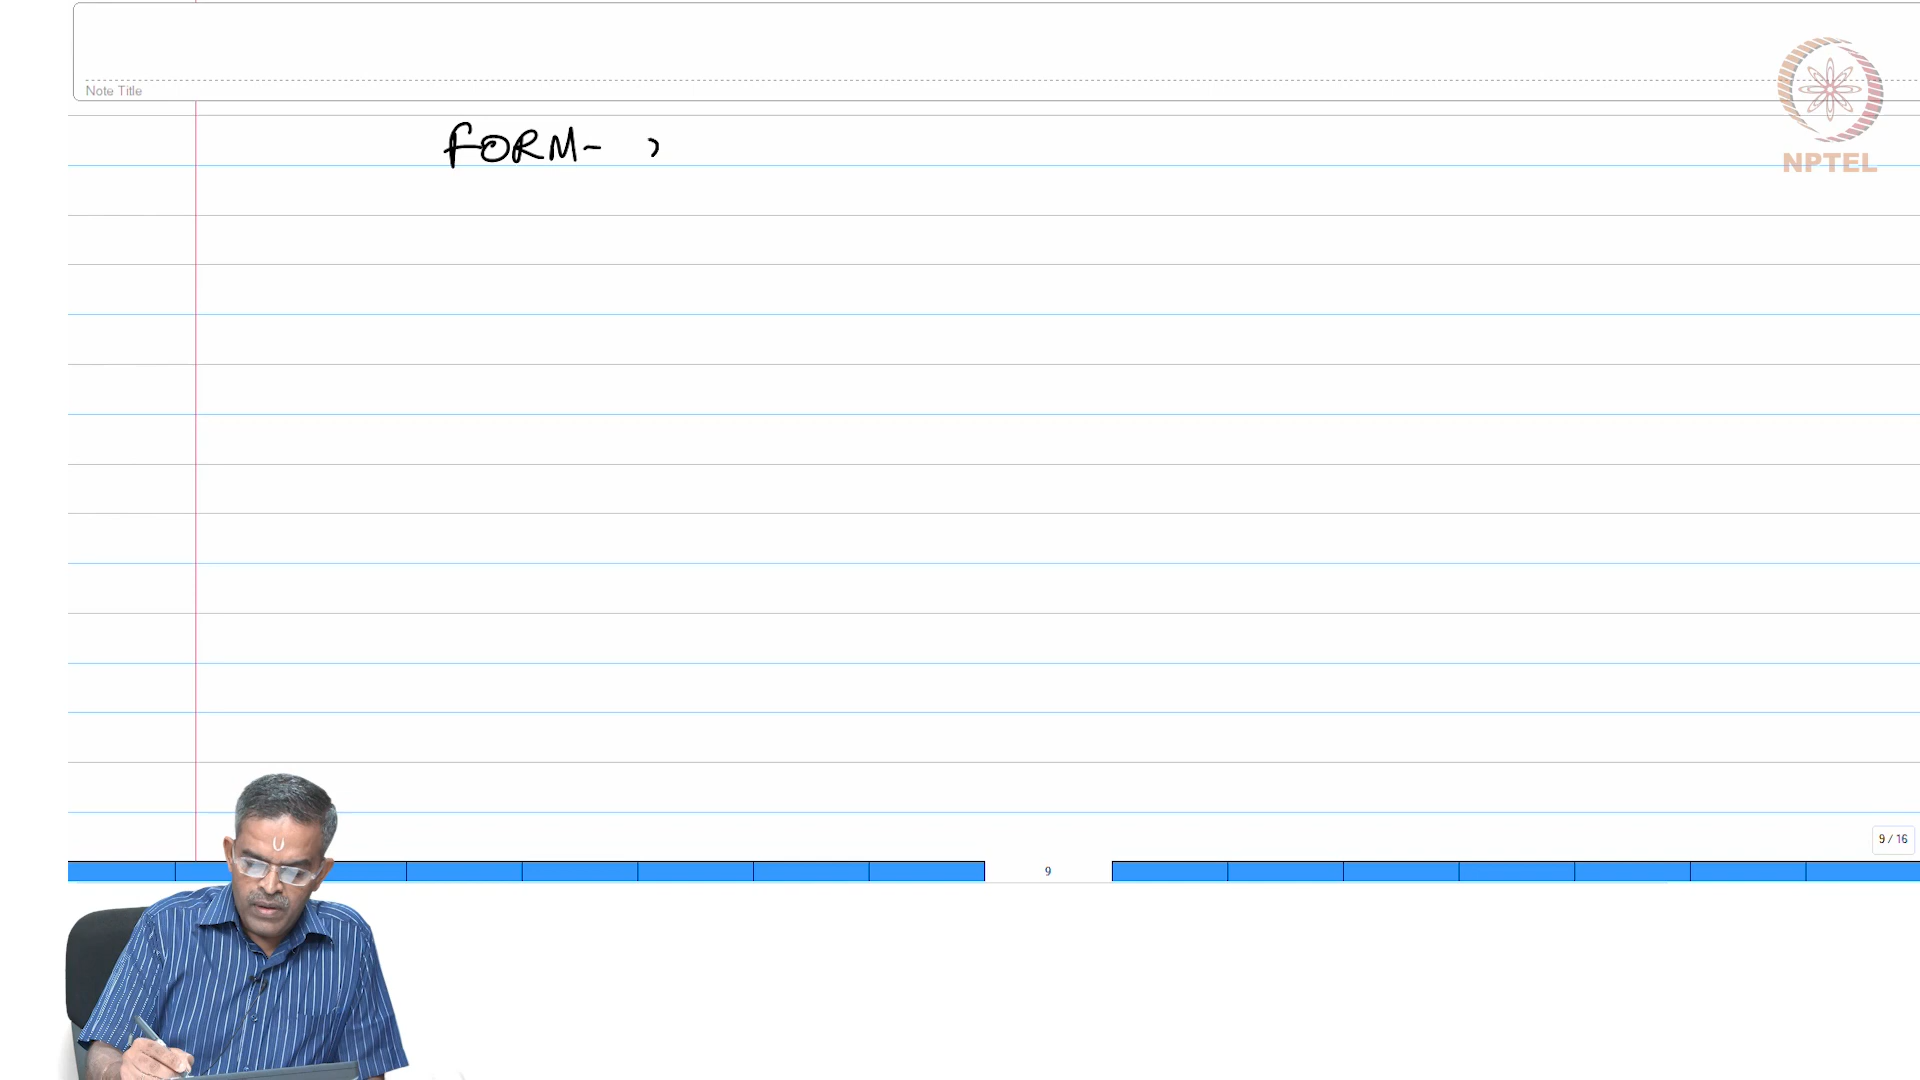 Note Title
NPTEL
FORM-
9 / 16
9